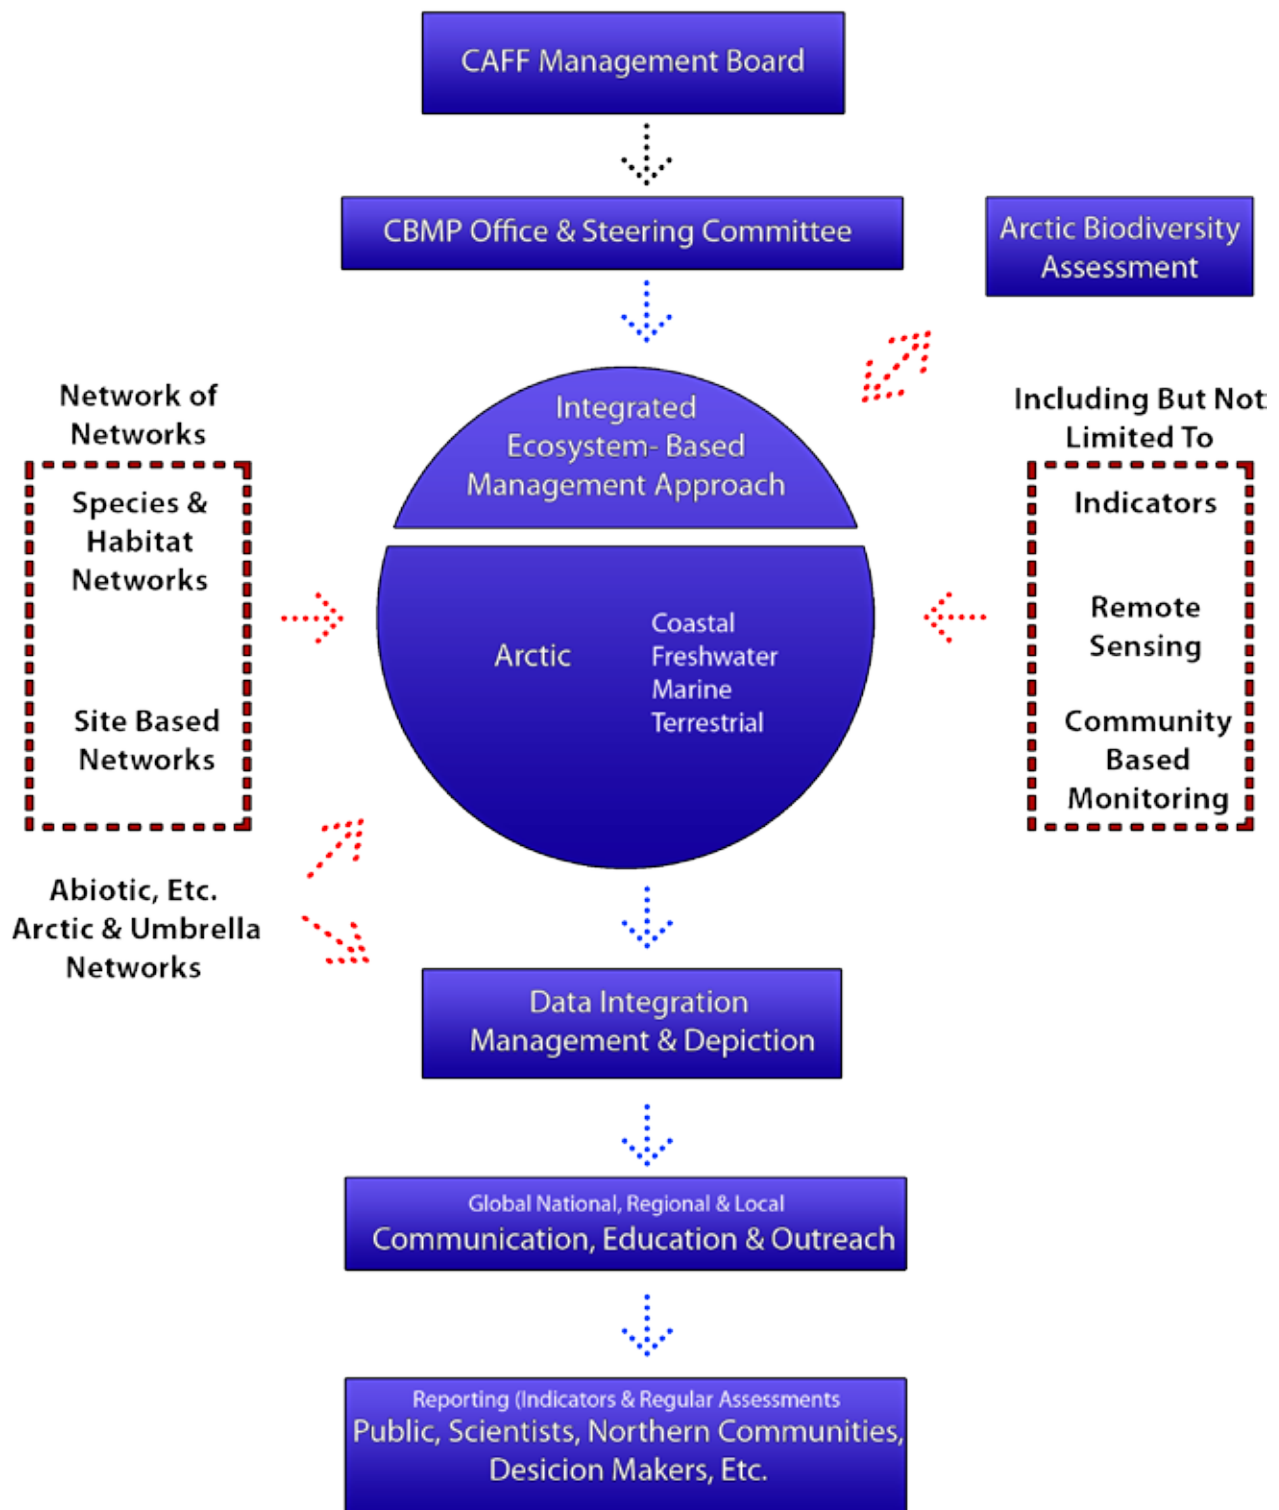 CAFF Management Board
CBMP Office & Steering Committee
Arctic Biodiversity
Assessment
Network of
Networks
Species &
Habitat
Networks
Site Based
Networks
Abiotic, Etc.
Arctic & Umbrella
Networks
Integrated
Ecosystem- Based
Management Approach
Arctic
Coastal
Freshwater
Marine
Terrestrial
Including But Not
Limited To
Indicators
Remote
Sensing
Community
Based
Monitoring
Data Integration
Management & Depiction
Global National, Regional & Local
Communication, Education & Outreach
Reporting (Indicators & Regular Assessments
Public, Scientists, Northern Communities,
Desicion Makers, Etc.